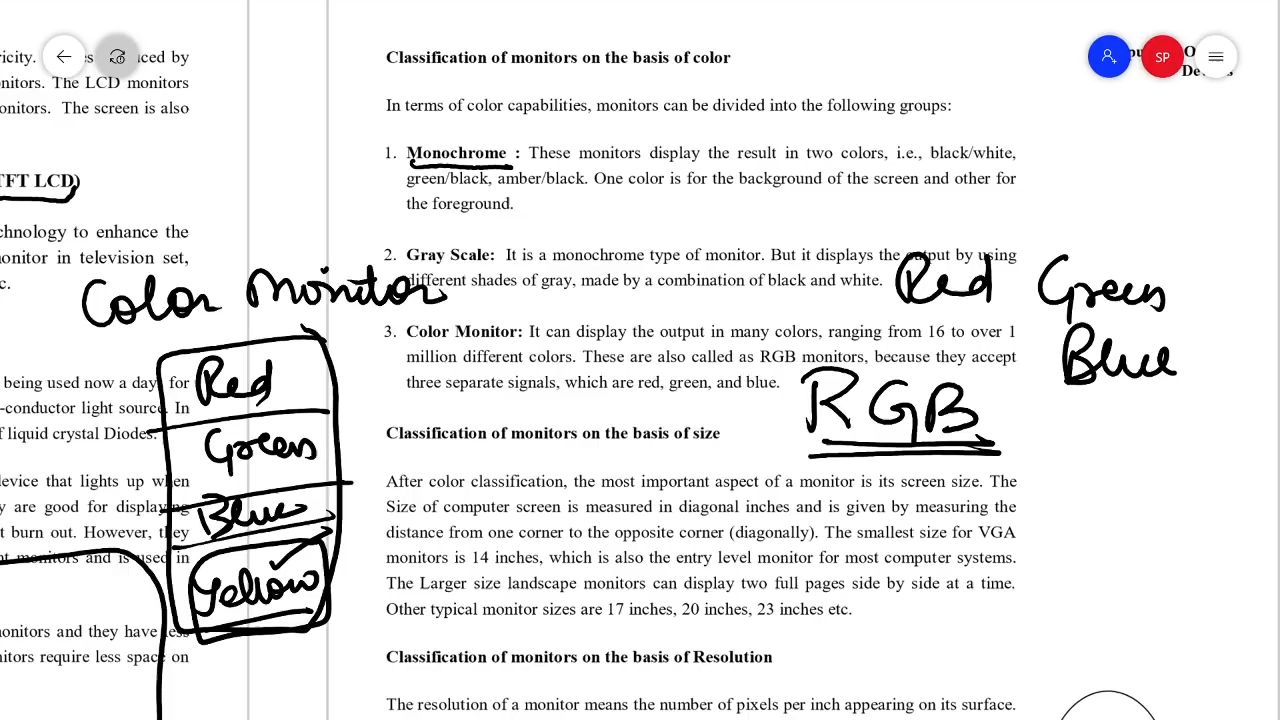 ricity.
nitors. The LCD monitors
onitors. The screen is also
TFT LCD)
chnology to enhance the
onitor in television set,
c.
Color Monitor
Red
Green
Blue
Yellow
being used now a days for
-conductor light source. In
f liquid crystal Diodes.
levice that lights up when
y are good for displaying
t burn out. However, they
nt monitors and is used in
onitors and they have less
nitors require less space on
Classification of monitors on the basis of color
In terms of color capabilities, monitors can be divided into the following groups:
1. Monochrome : These monitors display the result in two colors, i.e., black/white,
green/black, amber/black. One color is for the background of the screen and other for
the foreground.
2. Gray Scale: It is a monochrome type of monitor. But it displays the output by using
different shades of gray, made by a combination of black and white.
3. Color Monitor: It can display the output in many colors, ranging from 16 to over 1
million different colors. These are also called as RGB monitors, because they accept
three separate signals, which are red, green, and blue.
Red Green
Blue
RGB
Classification of monitors on the basis of size
After color classification, the most important aspect of a monitor is its screen size. The
Size of computer screen is measured in diagonal inches and is given by measuring the
distance from one corner to the opposite corner (diagonally). The smallest size for VGA
monitors is 14 inches, which is also the entry level monitor for most computer systems.
The Larger size landscape monitors can display two full pages side by side at a time.
Other typical monitor sizes are 17 inches, 20 inches, 23 inches etc.
Classification of monitors on the basis of Resolution
The resolution of a monitor means the number of pixels per inch appearing on its surface.
SP